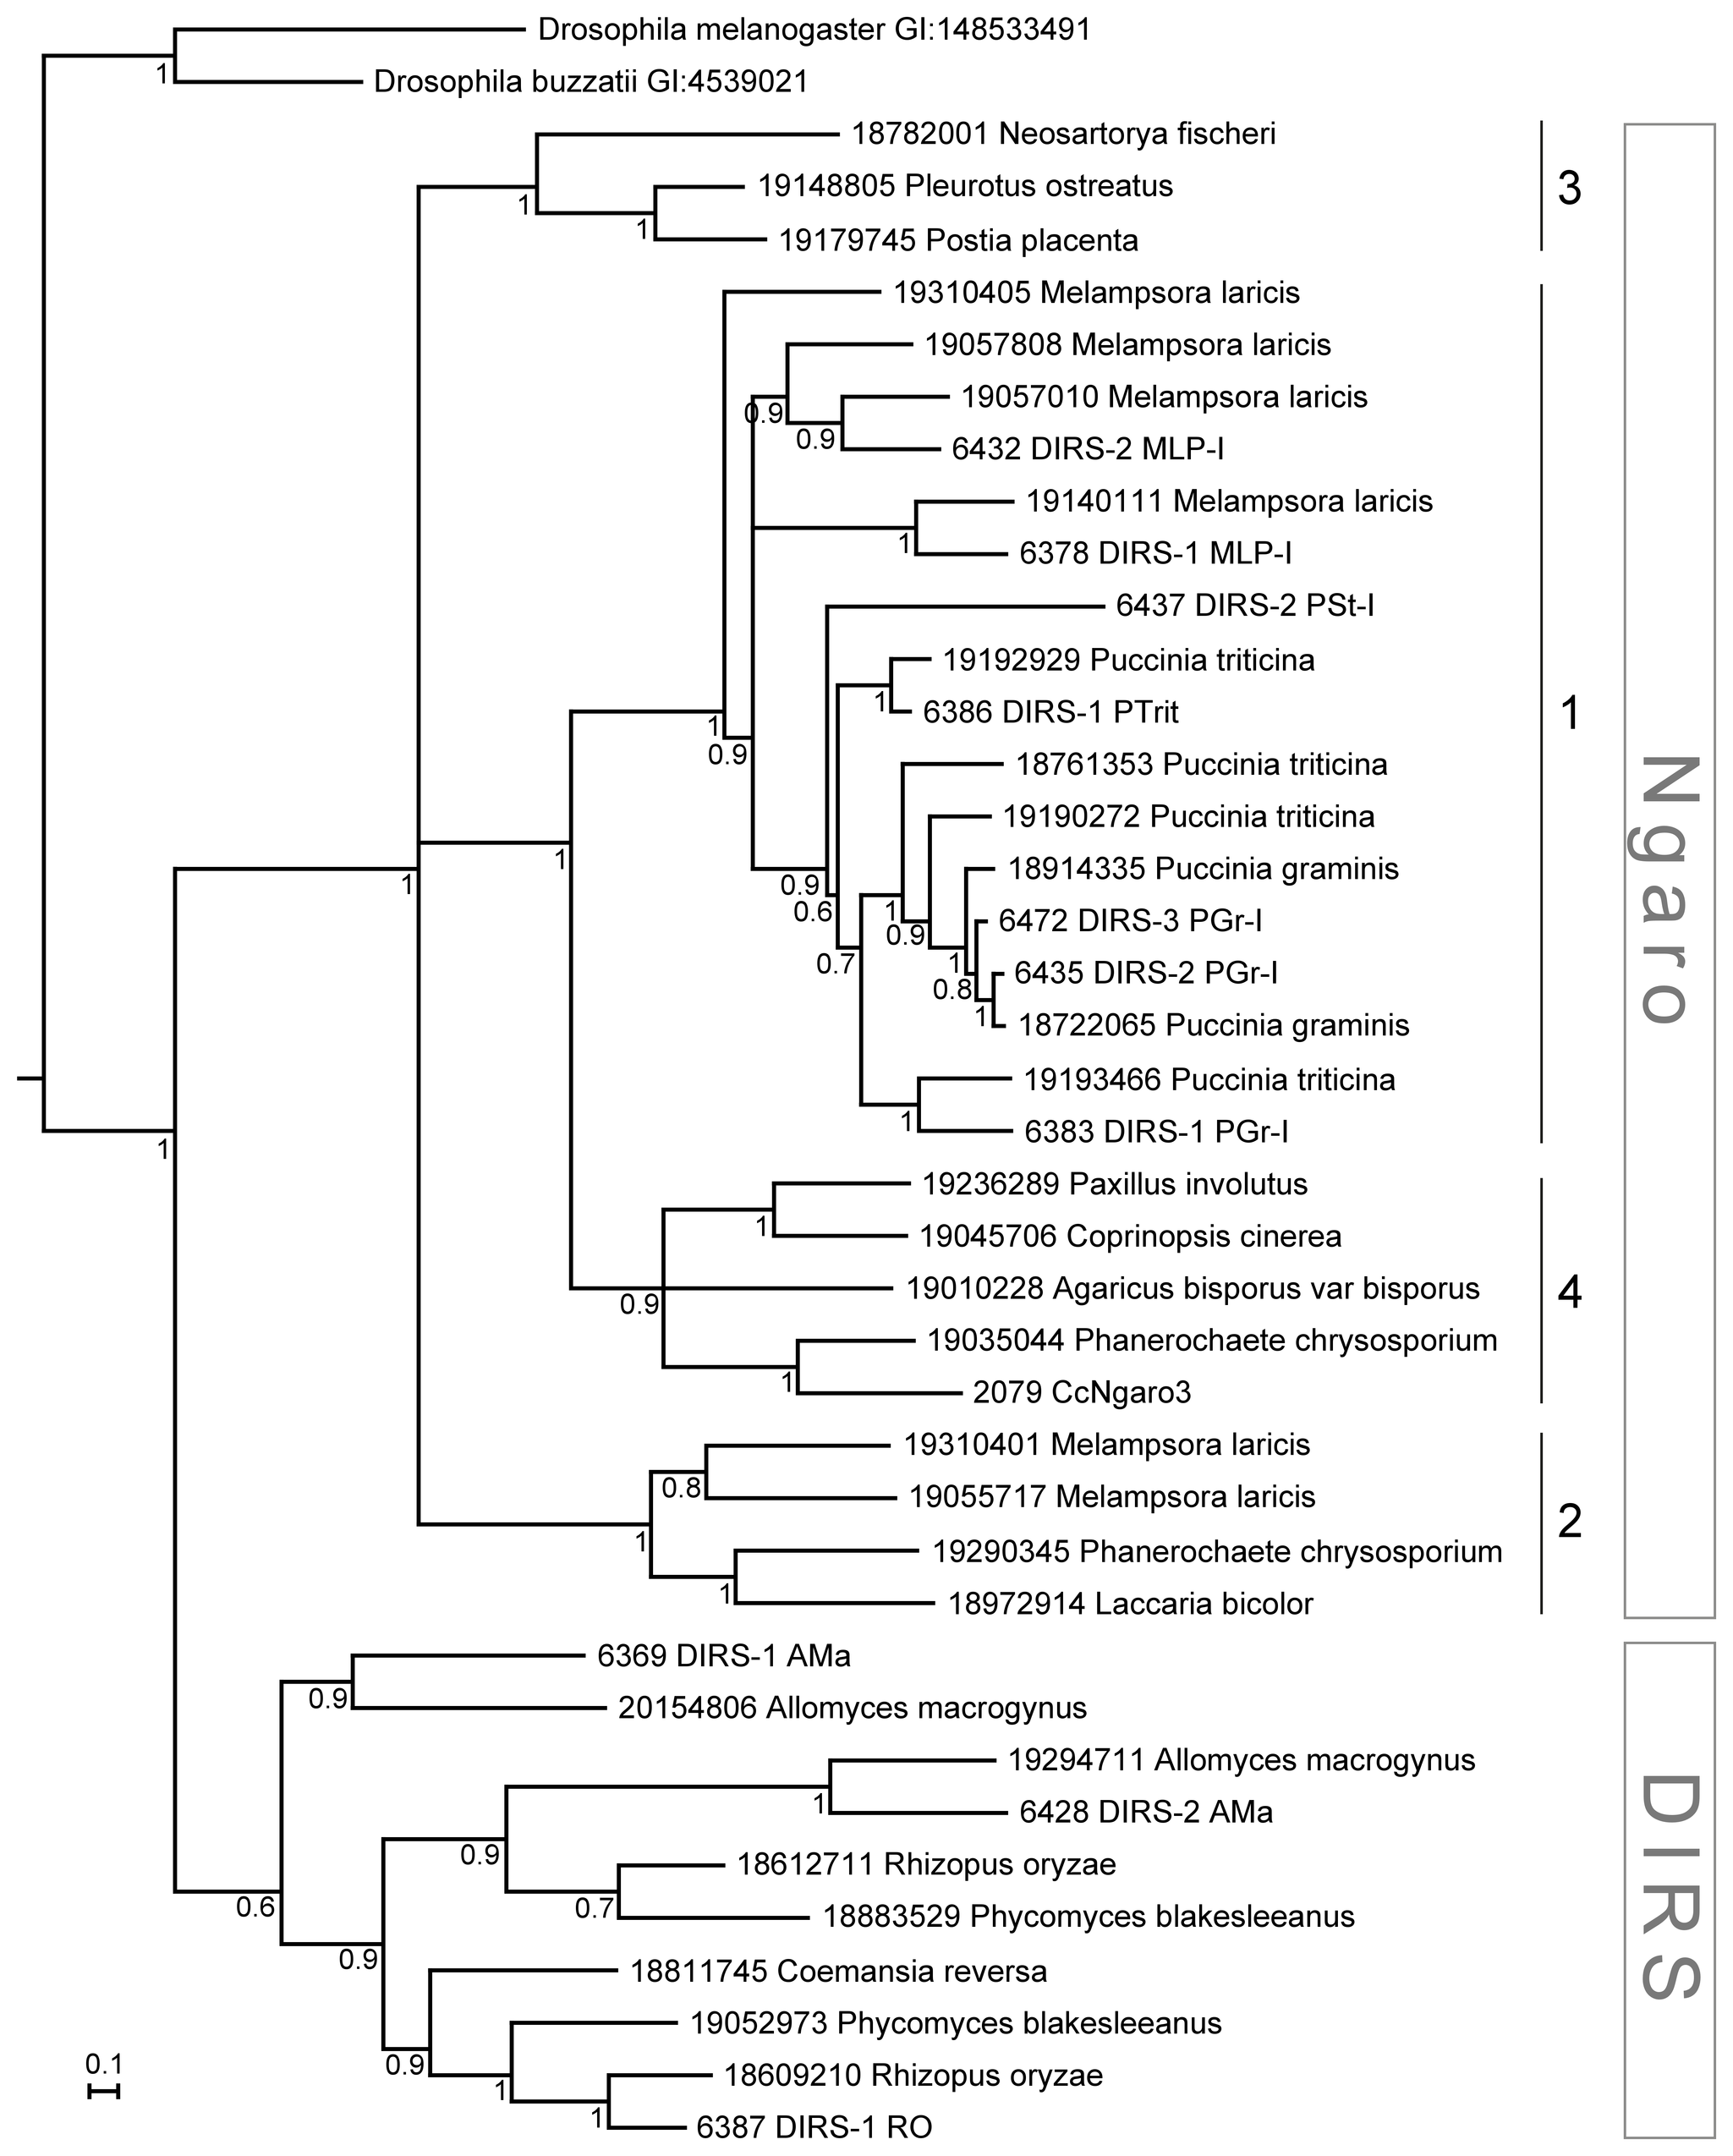 Drosophila melanogaster GI:148533491
1
Drosophila buzzatii GI:4539021
18782001 Neosartorya fischeri
19148805 Pleurotus ostreatus
1
1
19179745 Postia placenta
3
19310405 Melampsora laricis
19057808 Melampsora laricis
19057010 Melampsora laricis
0.9
0.9
6432 DIRS-2 MLP-I
19140111 Melampsora laricis
1
6378 DIRS-1 MLP-I
6437 DIRS-2 PSt-I
19192929 Puccinia triticina
1
6386 DIRS-1 PTrit
1
0.9
1
18761353 Puccinia triticina
19190272 Puccinia triticina
1
18914335 Puccinia graminis
1
0.9
0.6
1
6472 DIRS-3 PGr-I
0.9
0.7
1
6435 DIRS-2 PGr-I
0.8
1
18722065 Puccinia graminis
19193466 Puccinia triticina
1
6383 DIRS-1 PGr-I
1
19236289 Paxillus involutus
1
19045706 Coprinopsis cinerea
19010228 Agaricus bisporus var bisporus
0.9
4
19035044 Phanerochaete chrysosporium
1
2079 CcNgaro3
19310401 Melampsora laricis
0.8
19055717 Melampsora laricis
1
2
19290345 Phanerochaete chrysosporium
1
18972914 Laccaria bicolor
Ngaro
6369 DIRS-1 AMa
0.9
20154806 Allomyces macrogynus
19294711 Allomyces macrogynus
1
6428 DIRS-2 AMa
0.9
18612711 Rhizopus oryzae
0.6
0.7
18883529 Phycomyces blakesleeanus
0.9
18811745 Coemansia reversa
19052973 Phycomyces blakesleeanus
0.9
1
18609210 Rhizopus oryzae
1
6387 DIRS-1 RO
DIRS
0.1